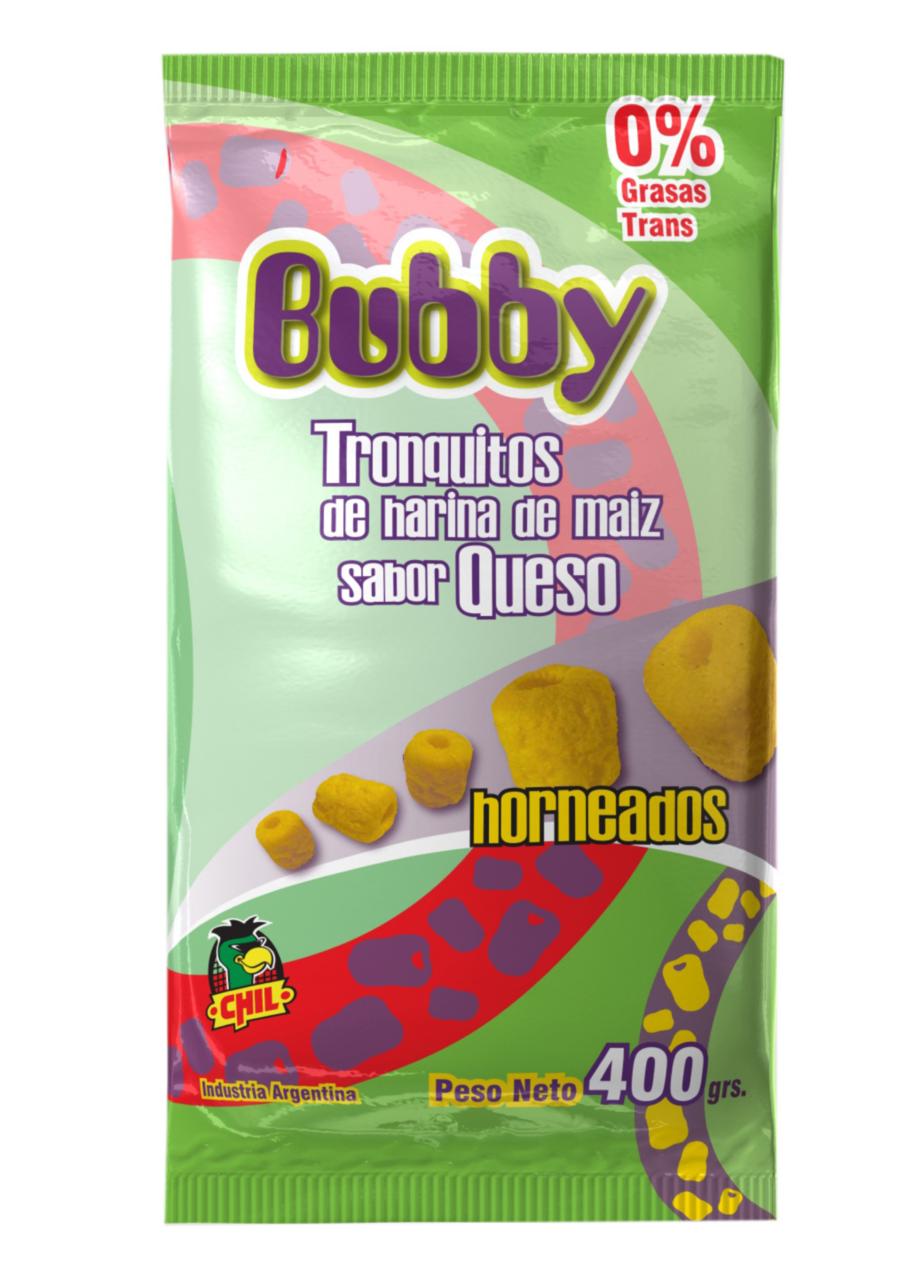 0%
Grasas
Trans
Bubby
Tronquitos
de harina de maiz
sabor Queso
horneados
CHIL
Industria Argentina
Peso Neto 400 grs.